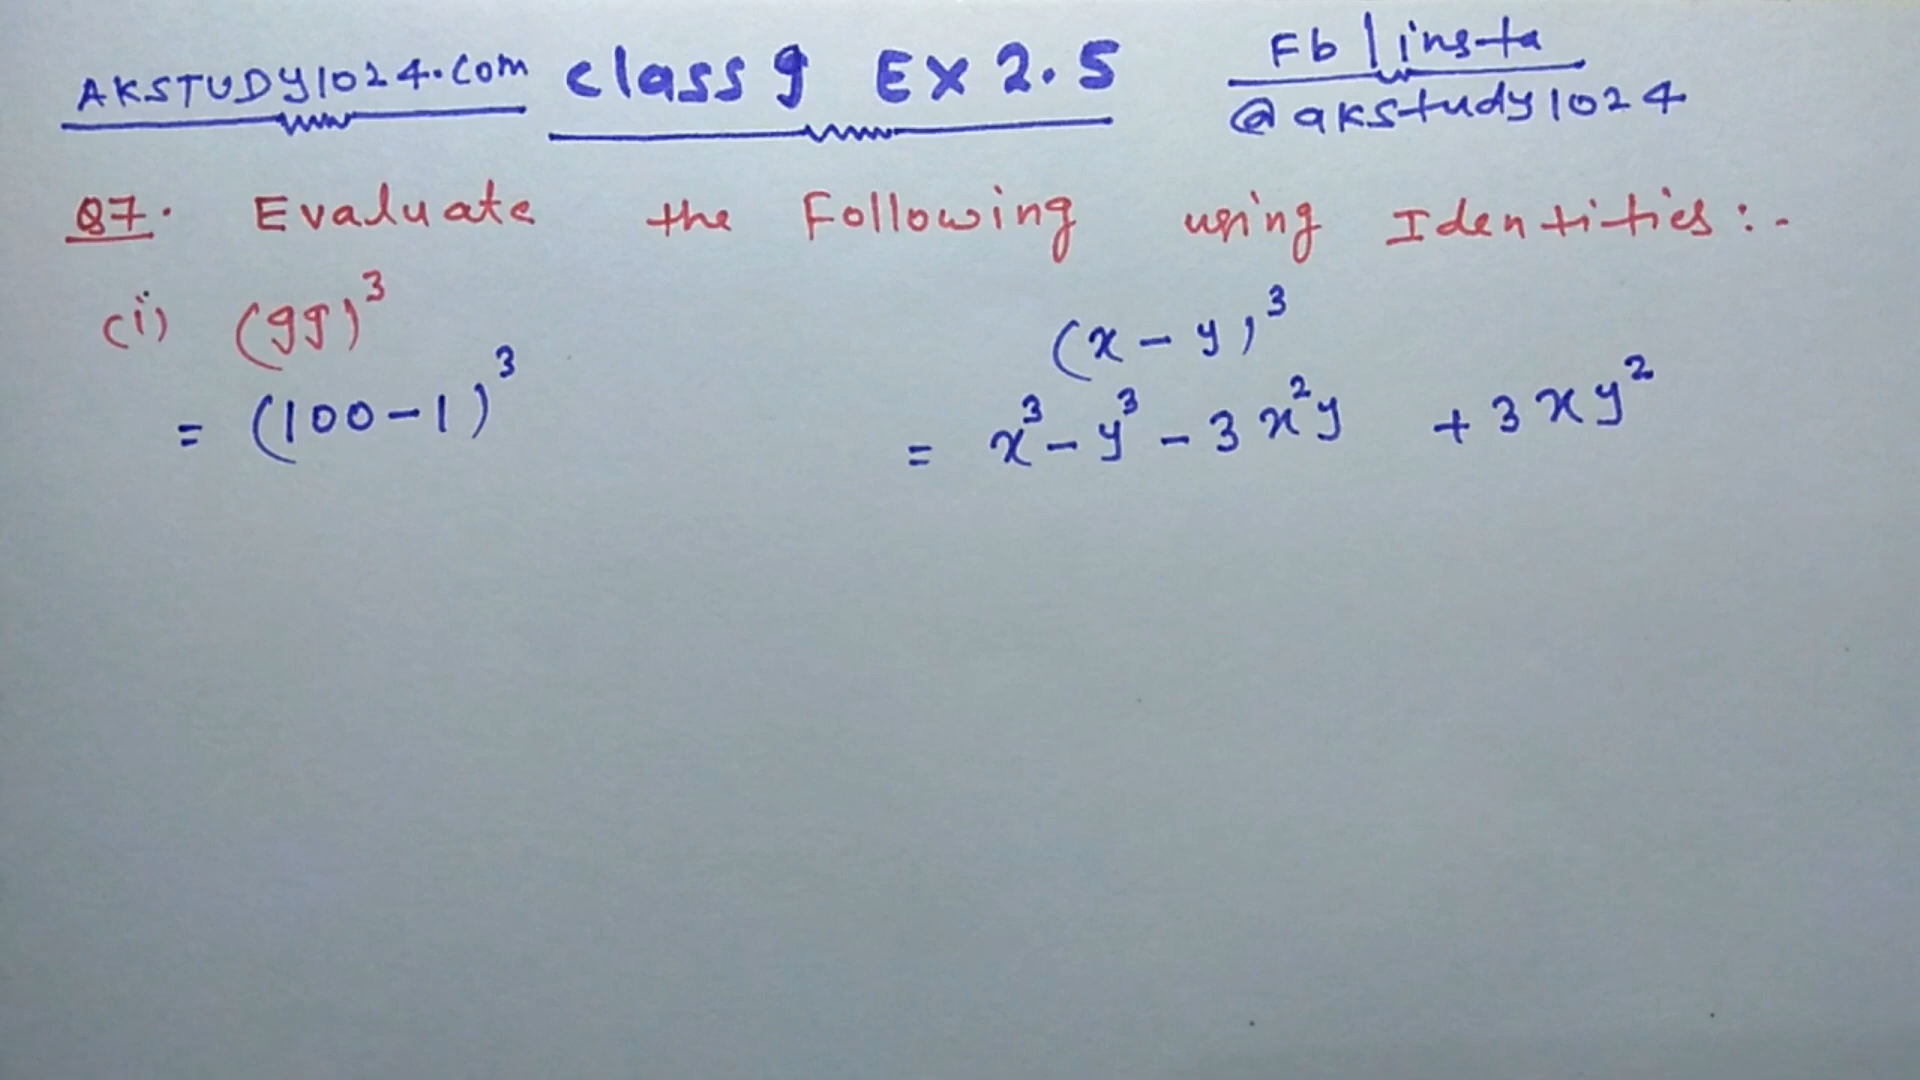 AKSTUDY1024.com class 9 EX 2.5 Fb | insta
@akstudy1024
Q7. Evaluate the Following using Identities :-
(i) (99)³ (x - y)³
= (100-1)³ = x³ - y³ - 3x²y + 3xy²